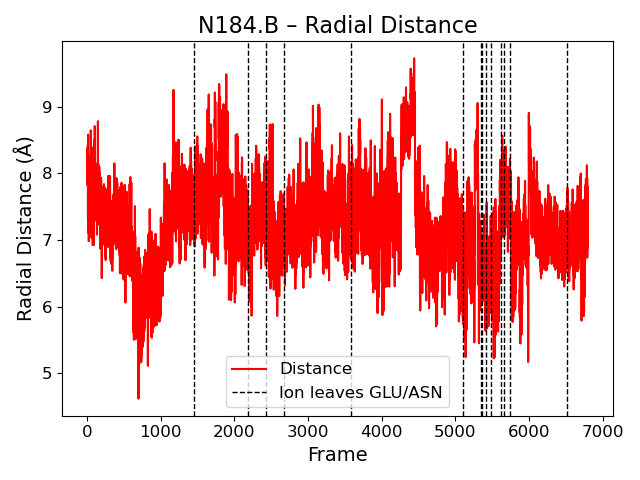 N184.B – Radial Distance
Radial Distance (Å)
9
8
7
6
5
Distance
Ion leaves GLU/ASN
0 1000 2000 3000 4000 5000 6000 7000
Frame